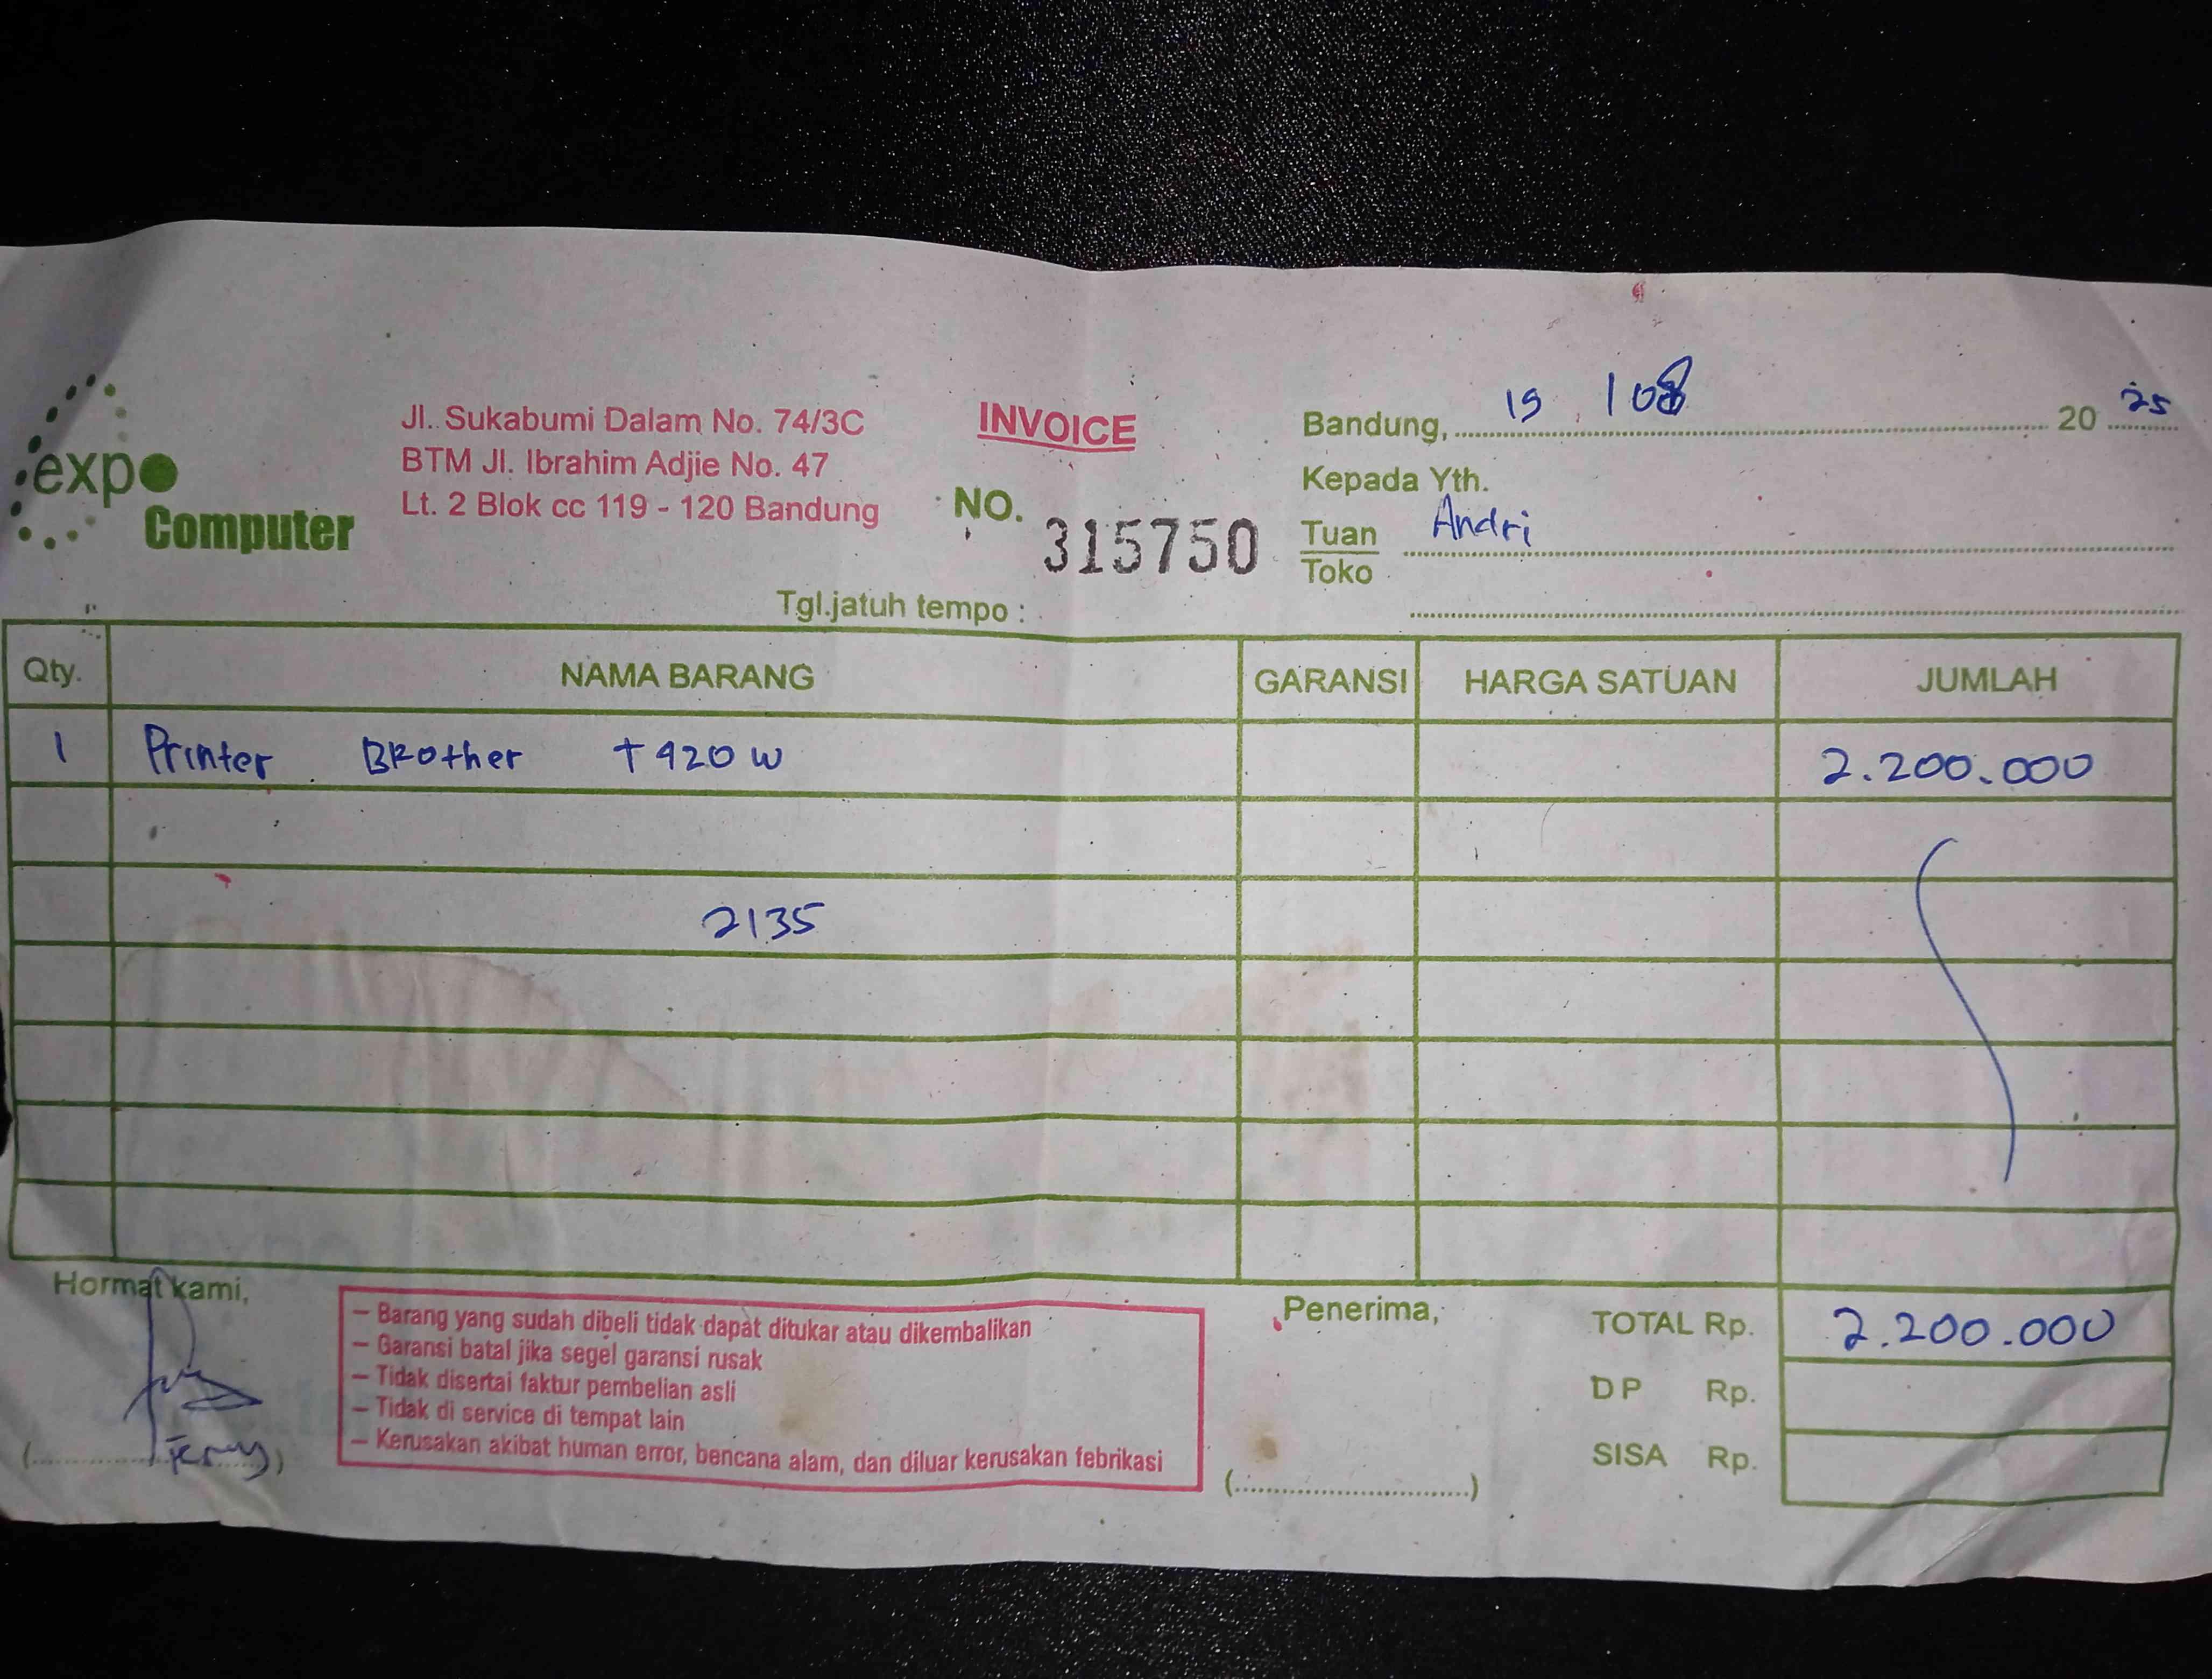 expo
Computer
Jl. Sukabumi Dalam No. 74/3C
BTM Jl. Ibrahim Adjie No. 47
Lt. 2 Blok cc 119 - 120 Bandung
INVOICE
NO. 315750
Bandung, 19 / 08 20 25
Kepada Yth.
Tuan Andri
Toko
Tgl.jatuh tempo :
Qty. NAMA BARANG GARANSI HARGA SATUAN JUMLAH
1 Printer Brother T420W 2.200.000
2135
Hormat kami,
– Barang yang sudah dibeli tidak dapat ditukar atau dikembalikan
– Garansi batal jika segel garansi rusak
– Tidak disertai faktur pembelian asli
– Tidak di service di tempat lain
– Kerusakan akibat human error, bencana alam, dan diluar kerusakan febrikasi
Penerima,
(..............................)
TOTAL Rp. 2.200.000
DP Rp.
SISA Rp.